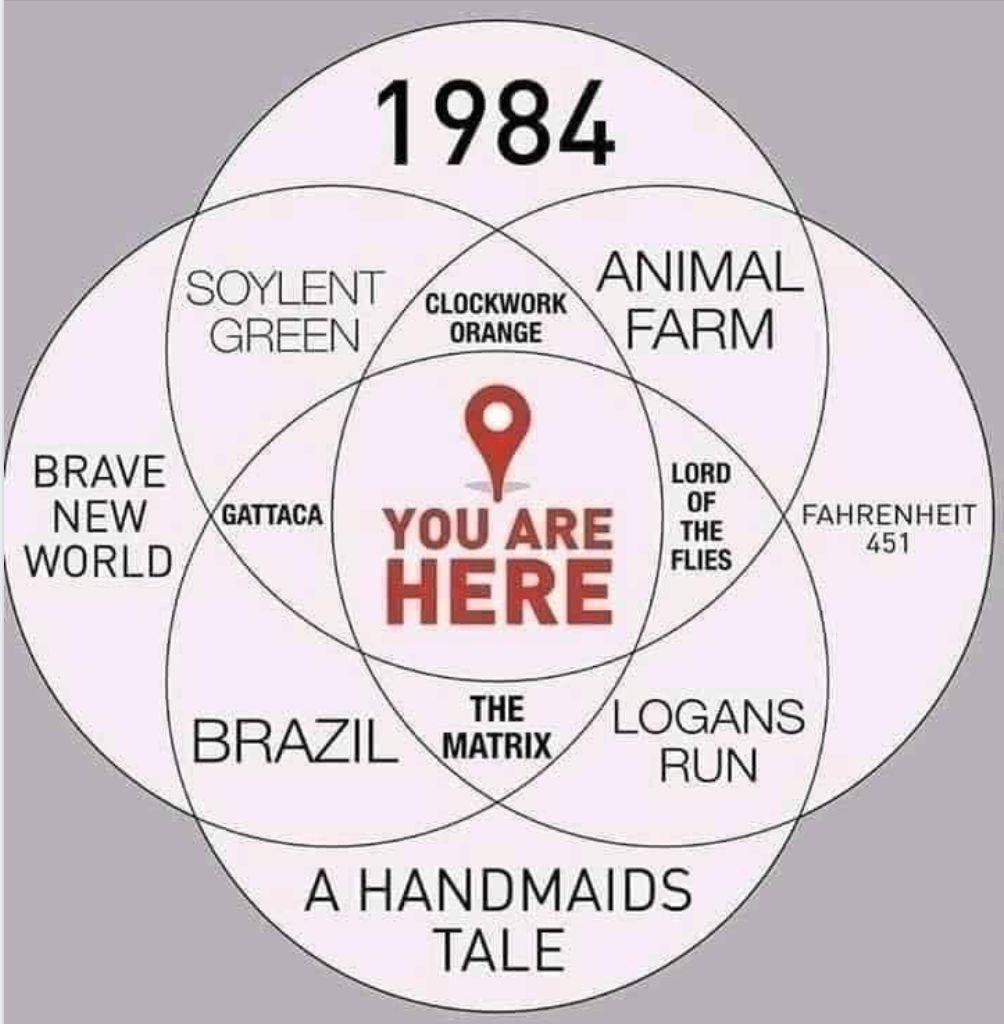 1984
SOYLENT
GREEN
CLOCKWORK
ORANGE
ANIMAL
FARM
BRAVE
NEW
WORLD
GATTACA
YOU ARE
HERE
LORD
OF
THE
FLIES
FAHRENHEIT
451
BRAZIL
THE
MATRIX
LOGANS
RUN
A HANDMAIDS
TALE